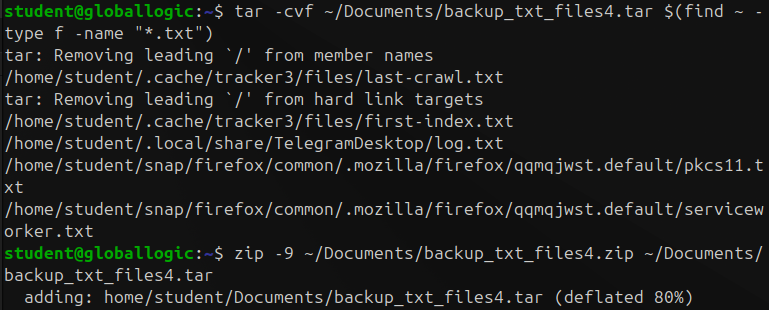 student@globallogic:~$ tar -cvf ~/Documents/backup_txt_files4.tar $(find ~ -
type f -name "*.txt")
tar: Removing leading `/' from member names
/home/student/.cache/tracker3/files/last-crawl.txt
tar: Removing leading `/' from hard link targets
/home/student/.cache/tracker3/files/first-index.txt
/home/student/.local/share/TelegramDesktop/log.txt
/home/student/snap/firefox/common/.mozilla/firefox/qqmqjwst.default/pkcs11.t
xt
/home/student/snap/firefox/common/.mozilla/firefox/qqmqjwst.default/servicew
orker.txt
student@globallogic:~$ zip -9 ~/Documents/backup_txt_files4.zip ~/Documents/
backup_txt_files4.tar
  adding: home/student/Documents/backup_txt_files4.tar (deflated 80%)